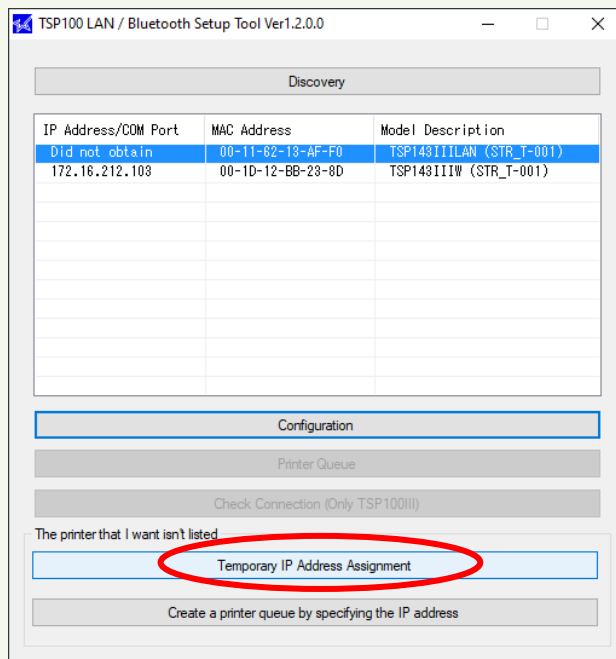 TSP100 LAN / Bluetooth Setup Tool Ver1.2.0.0
Discovery
IP Address/COM Port MAC Address Model Description
Did not obtain 00-11-62-13-AF-F0 TSP143IIILAN (STR_T-001)
172.16.212.103 00-1D-12-BB-23-8D TSP143IIIW (STR_T-001)
Configuration
Printer Queue
Check Connection (Only TSP100III)
The printer that I want isn't listed
Temporary IP Address Assignment
Create a printer queue by specifying the IP address